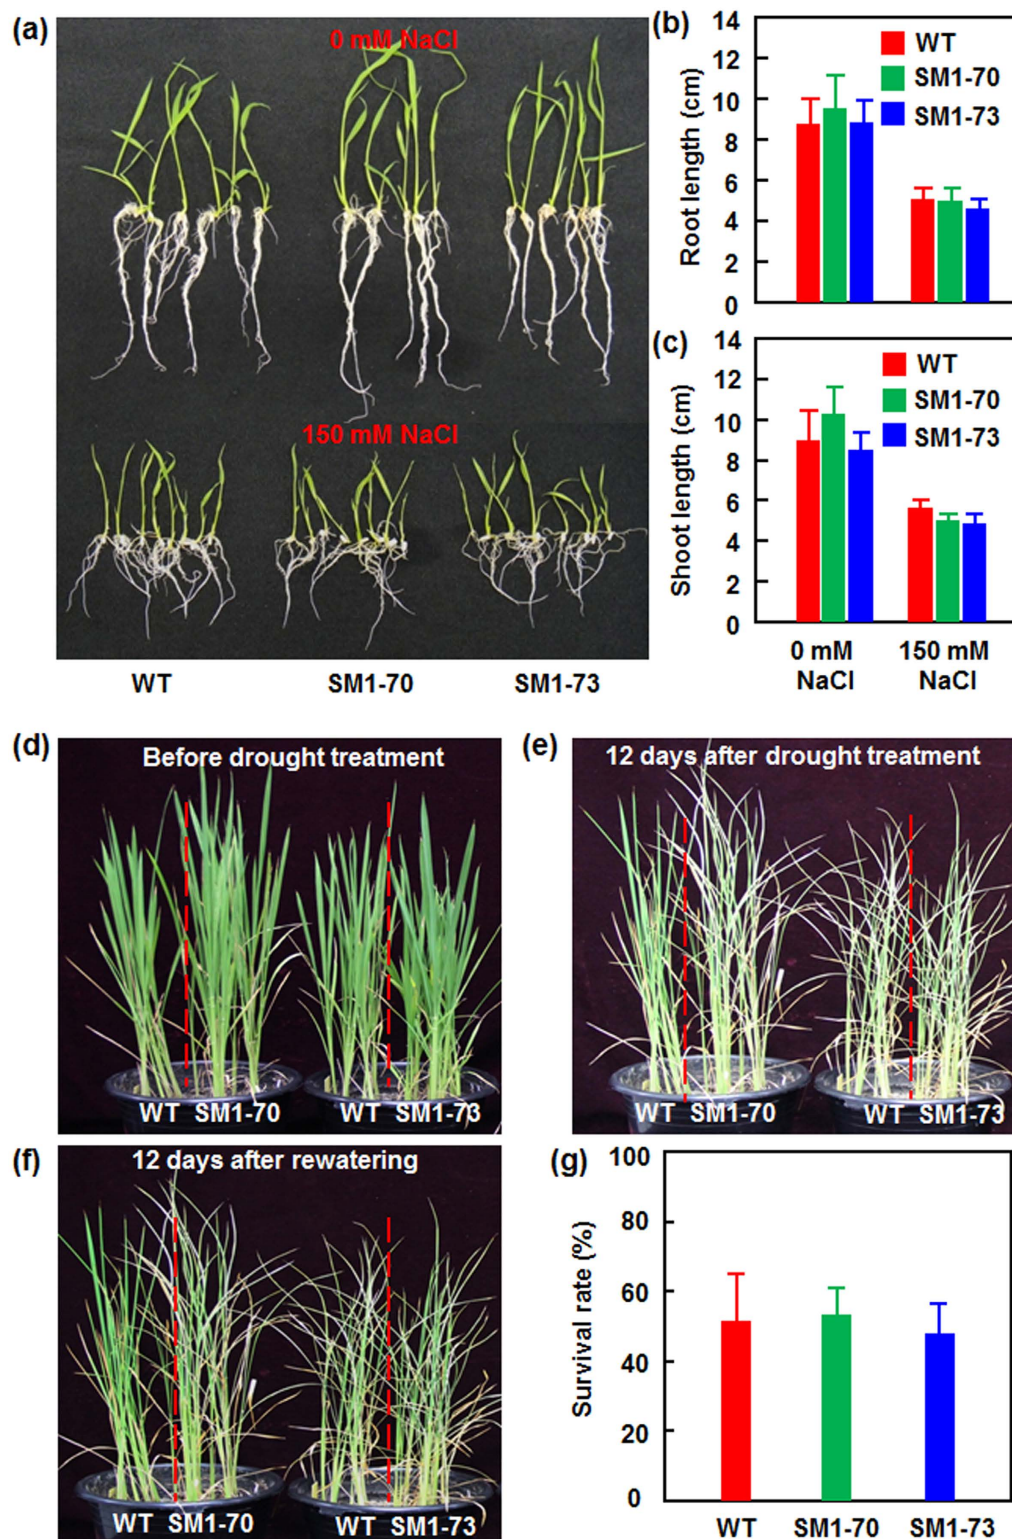 (a)
0 mM NaCl
150 mM NaCl
WT SM1-70 SM1-73
(b)
Root length (cm)
14
12
10
8
6
4
2
0
WT
SM1-70
SM1-73
(c)
Shoot length (cm)
14
12
10
8
6
4
2
0
WT
SM1-70
SM1-73
0 mM 150 mM
NaCl NaCl
(d)
Before drought treatment
WT SM1-70 WT SM1-73
(e)
12 days after drought treatment
WT SM1-70 WT SM1-73
(f)
12 days after rewatering
WT SM1-70 WT SM1-73
(g)
Survival rate (%)
100
80
60
40
20
0
WT SM1-70 SM1-73